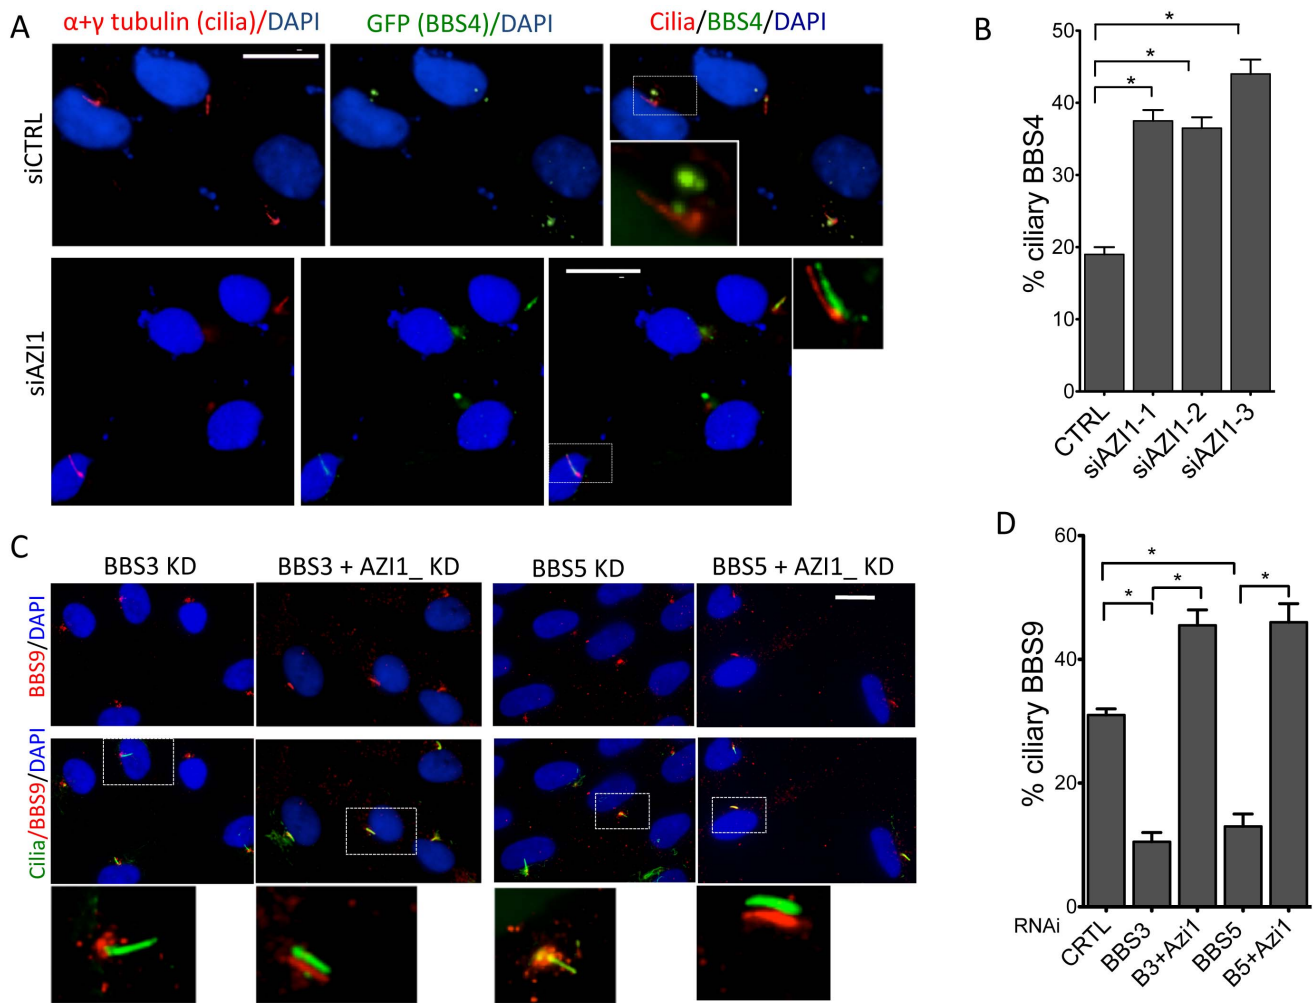 A
α+γ tubulin (cilia)/DAPI
GFP (BBS4)/DAPI
Cilia/BBS4/DAPI
siCTRL
siAZI1
B
% ciliary BBS4
50
40
30
20
10
0
*
*
*
CTRL
siAZI1-1
siAZI1-2
siAZI1-3
C
BBS3 KD
BBS3 + AZI1_ KD
BBS5 KD
BBS5 + AZI1_ KD
BBS9/DAPI
Cilia/BBS9/DAPI
D
% ciliary BBS9
60
40
20
0
*
*
*
*
RNAi
CRTL
BBS3
B3+Azi1
BBS5
B5+Azi1